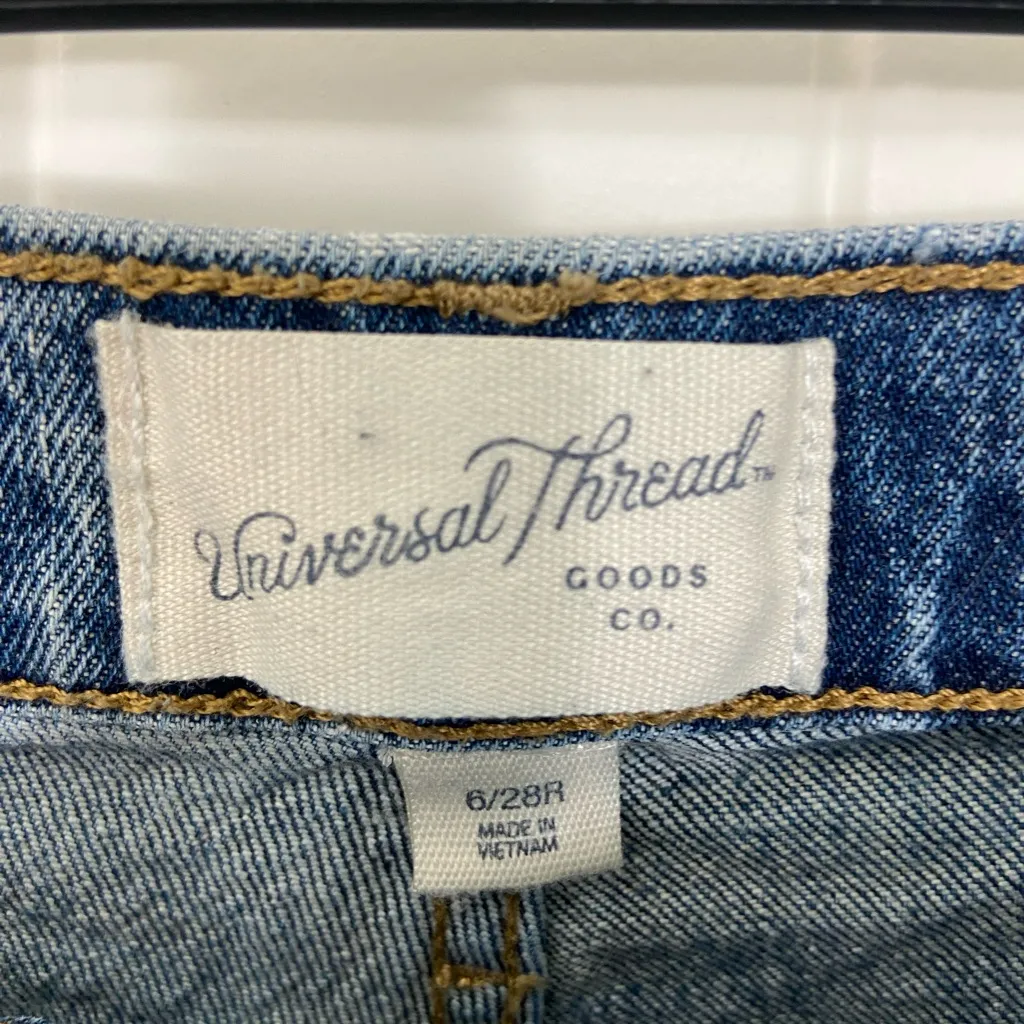 Universal Thread™
GOODS
CO.
6/28R
MADE IN
VIETNAM